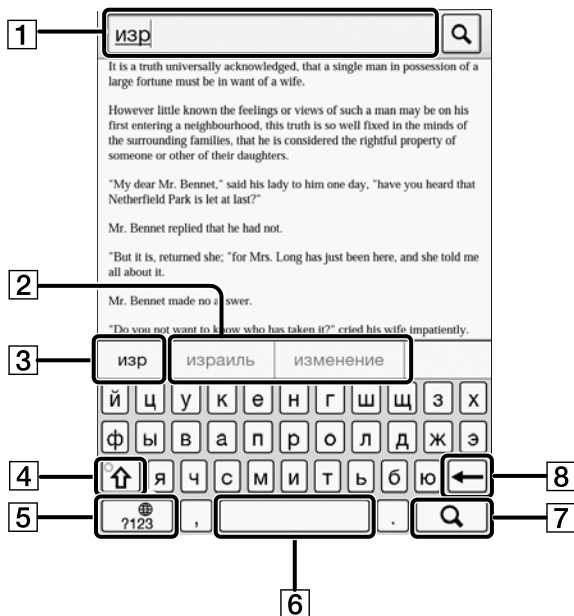 1
изр
It is a truth universally acknowledged, that a single man in possession of a
large fortune must be in want of a wife.
However little known the feelings or views of such a man may be on his
first entering a neighbourhood, this truth is so well fixed in the minds of
the surrounding families, that he is considered the rightful property of
someone or other of their daughters.
"My dear Mr. Bennet," said his lady to him one day, "have you heard that
Netherfield Park is let at last?"
Mr. Bennet replied that he had not.
"But it is, returned she; "for Mrs. Long has just been here, and she told me
all about it.
2
Mr. Bennet made no a swer.
"Do you not want to know who has taken it?" cried his wife impatiently.
3
изр израиль изменение
й ц у к е н г ш щ з х
ф ы в а п р о л д ж э
4 я ч с м и т ь б ю 8
5 ?123 , . 7
6